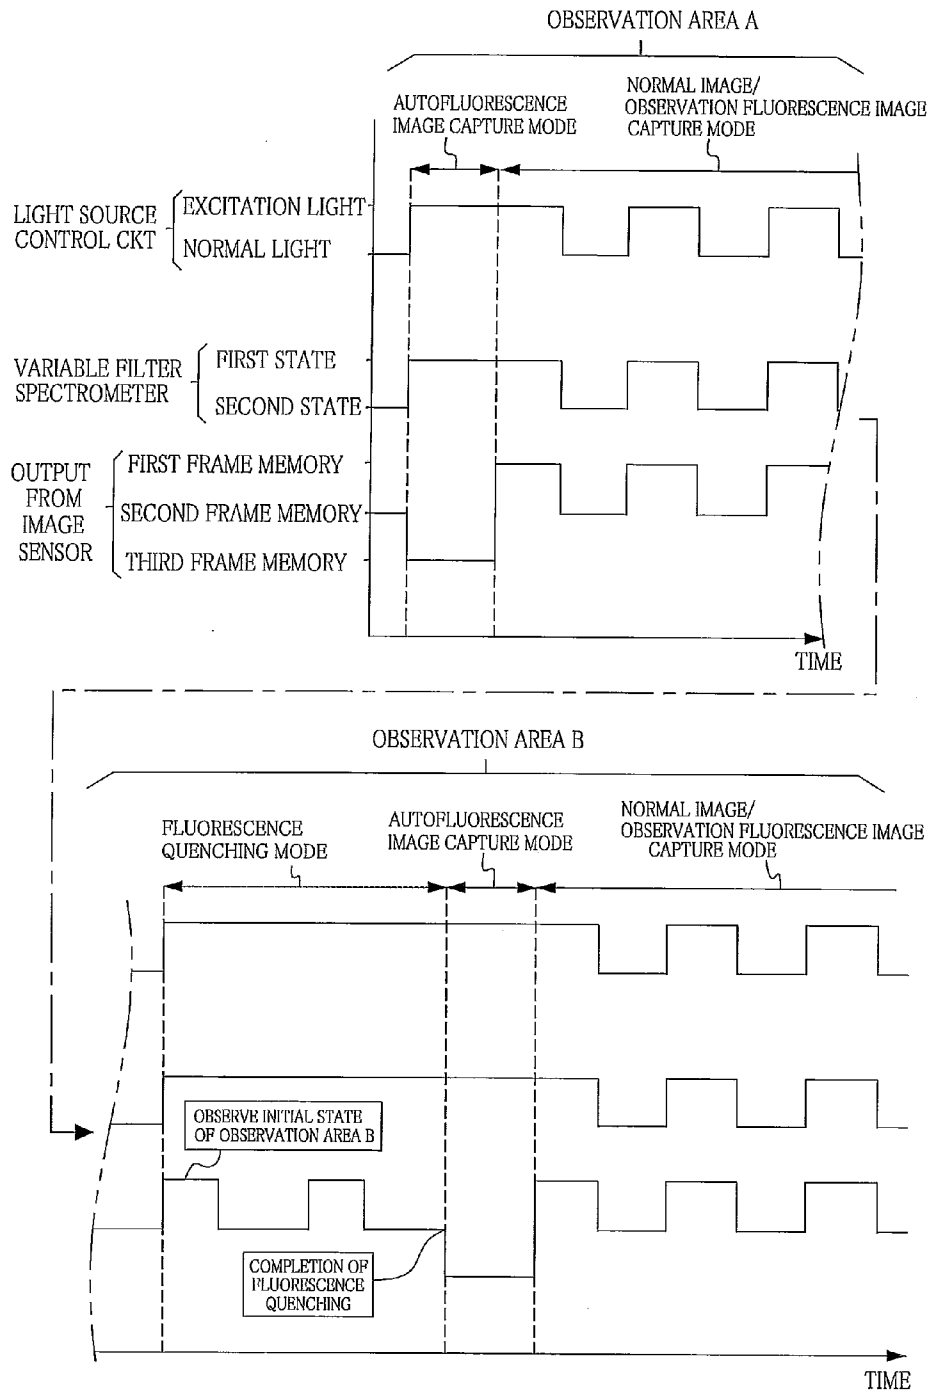 OBSERVATION AREA A
AUTOFLUORESCENCE
IMAGE CAPTURE MODE
NORMAL IMAGE/
OBSERVATION FLUORESCENCE IMAGE
CAPTURE MODE
LIGHT SOURCE
CONTROL CKT
EXCITATION LIGHT
NORMAL LIGHT
VARIABLE FILTER
SPECTROMETER
FIRST STATE
SECOND STATE
OUTPUT
FROM
IMAGE
SENSOR
FIRST FRAME MEMORY
SECOND FRAME MEMORY
THIRD FRAME MEMORY
TIME
OBSERVATION AREA B
FLUORESCENCE
QUENCHING MODE
AUTOFLUORESCENCE
IMAGE CAPTURE MODE
NORMAL IMAGE/
OBSERVATION FLUORESCENCE IMAGE
CAPTURE MODE
OBSERVE INITIAL STATE
OF OBSERVATION AREA B
COMPLETION OF
FLUORESCENCE
QUENCHING
TIME